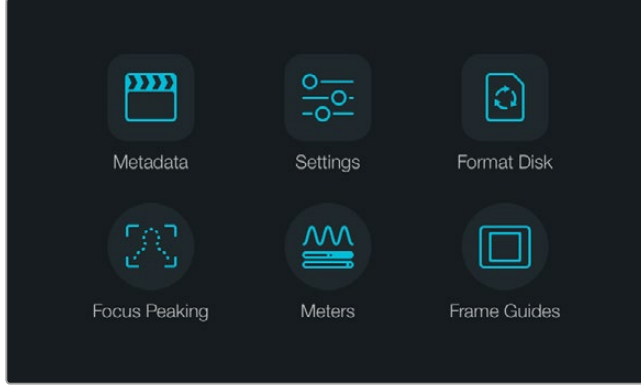 Metadata
Settings
Format Disk
Focus Peaking
Meters
Frame Guides